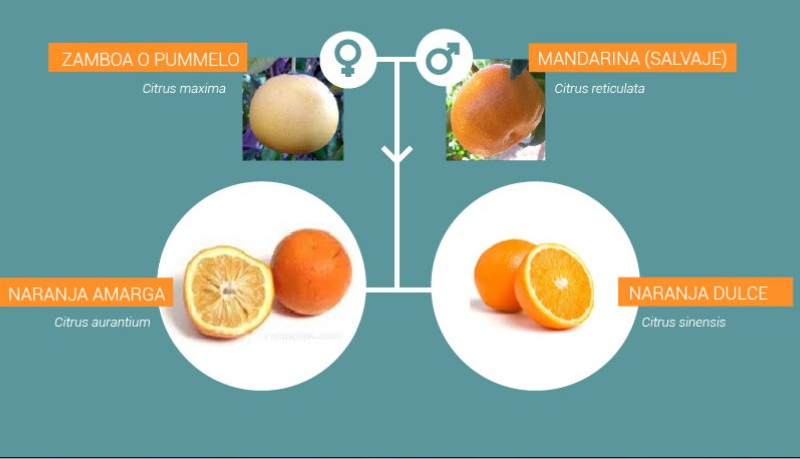 ZAMBOA O PUMMELO
MANDARINA (SALVAJE)
Citrus maxima
Citrus reticulata
NARANJA AMARGA
NARANJA DULCE
Citrus aurantium
Citrus sinensis